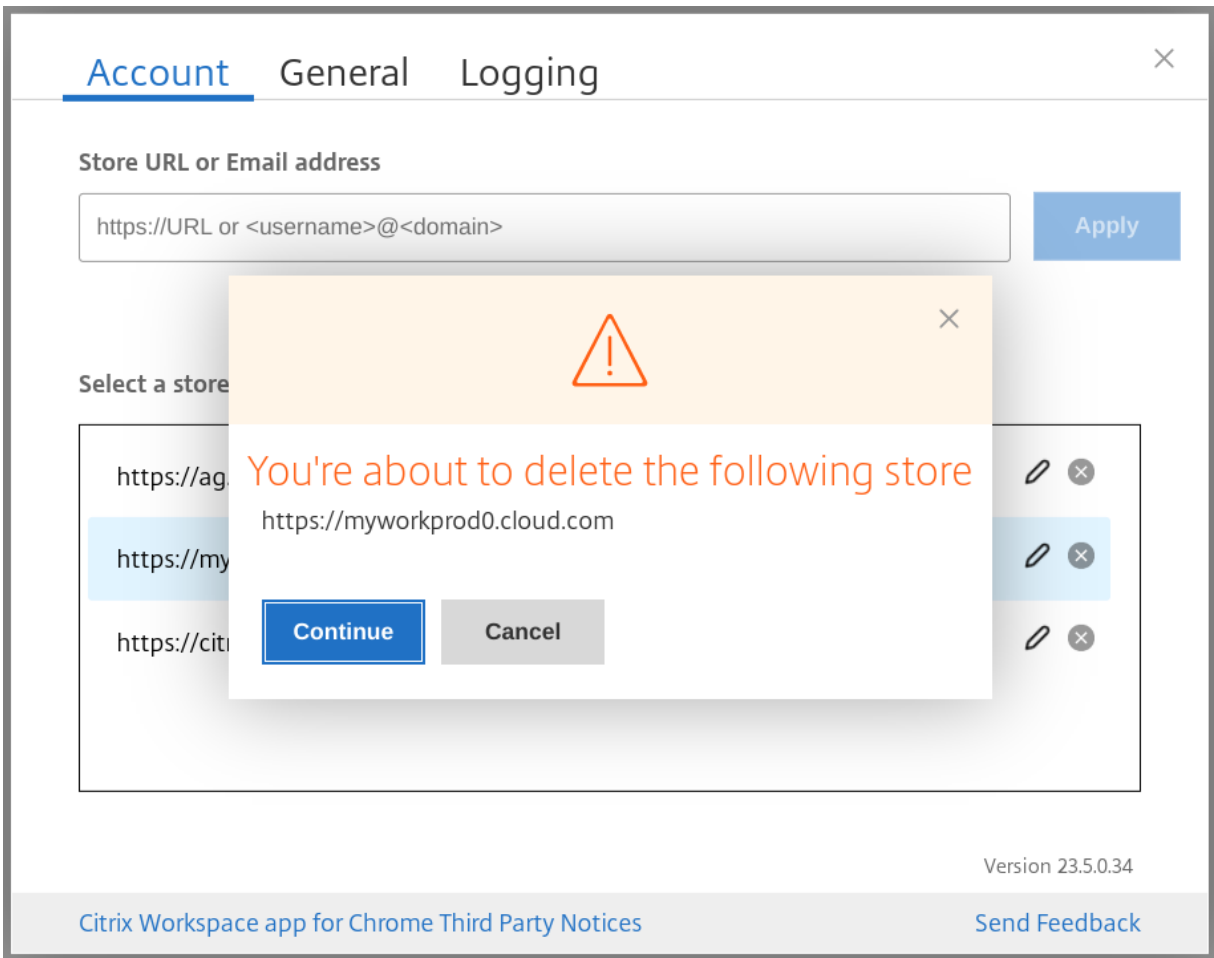 Account General Logging
Store URL or Email address
https://URL or <username>@<domain>
Apply
Select a store
You're about to delete the following store
https://myworkprod0.cloud.com
https://ag.
https://my
https://citr
Continue Cancel
Version 23.5.0.34
Citrix Workspace app for Chrome Third Party Notices Send Feedback